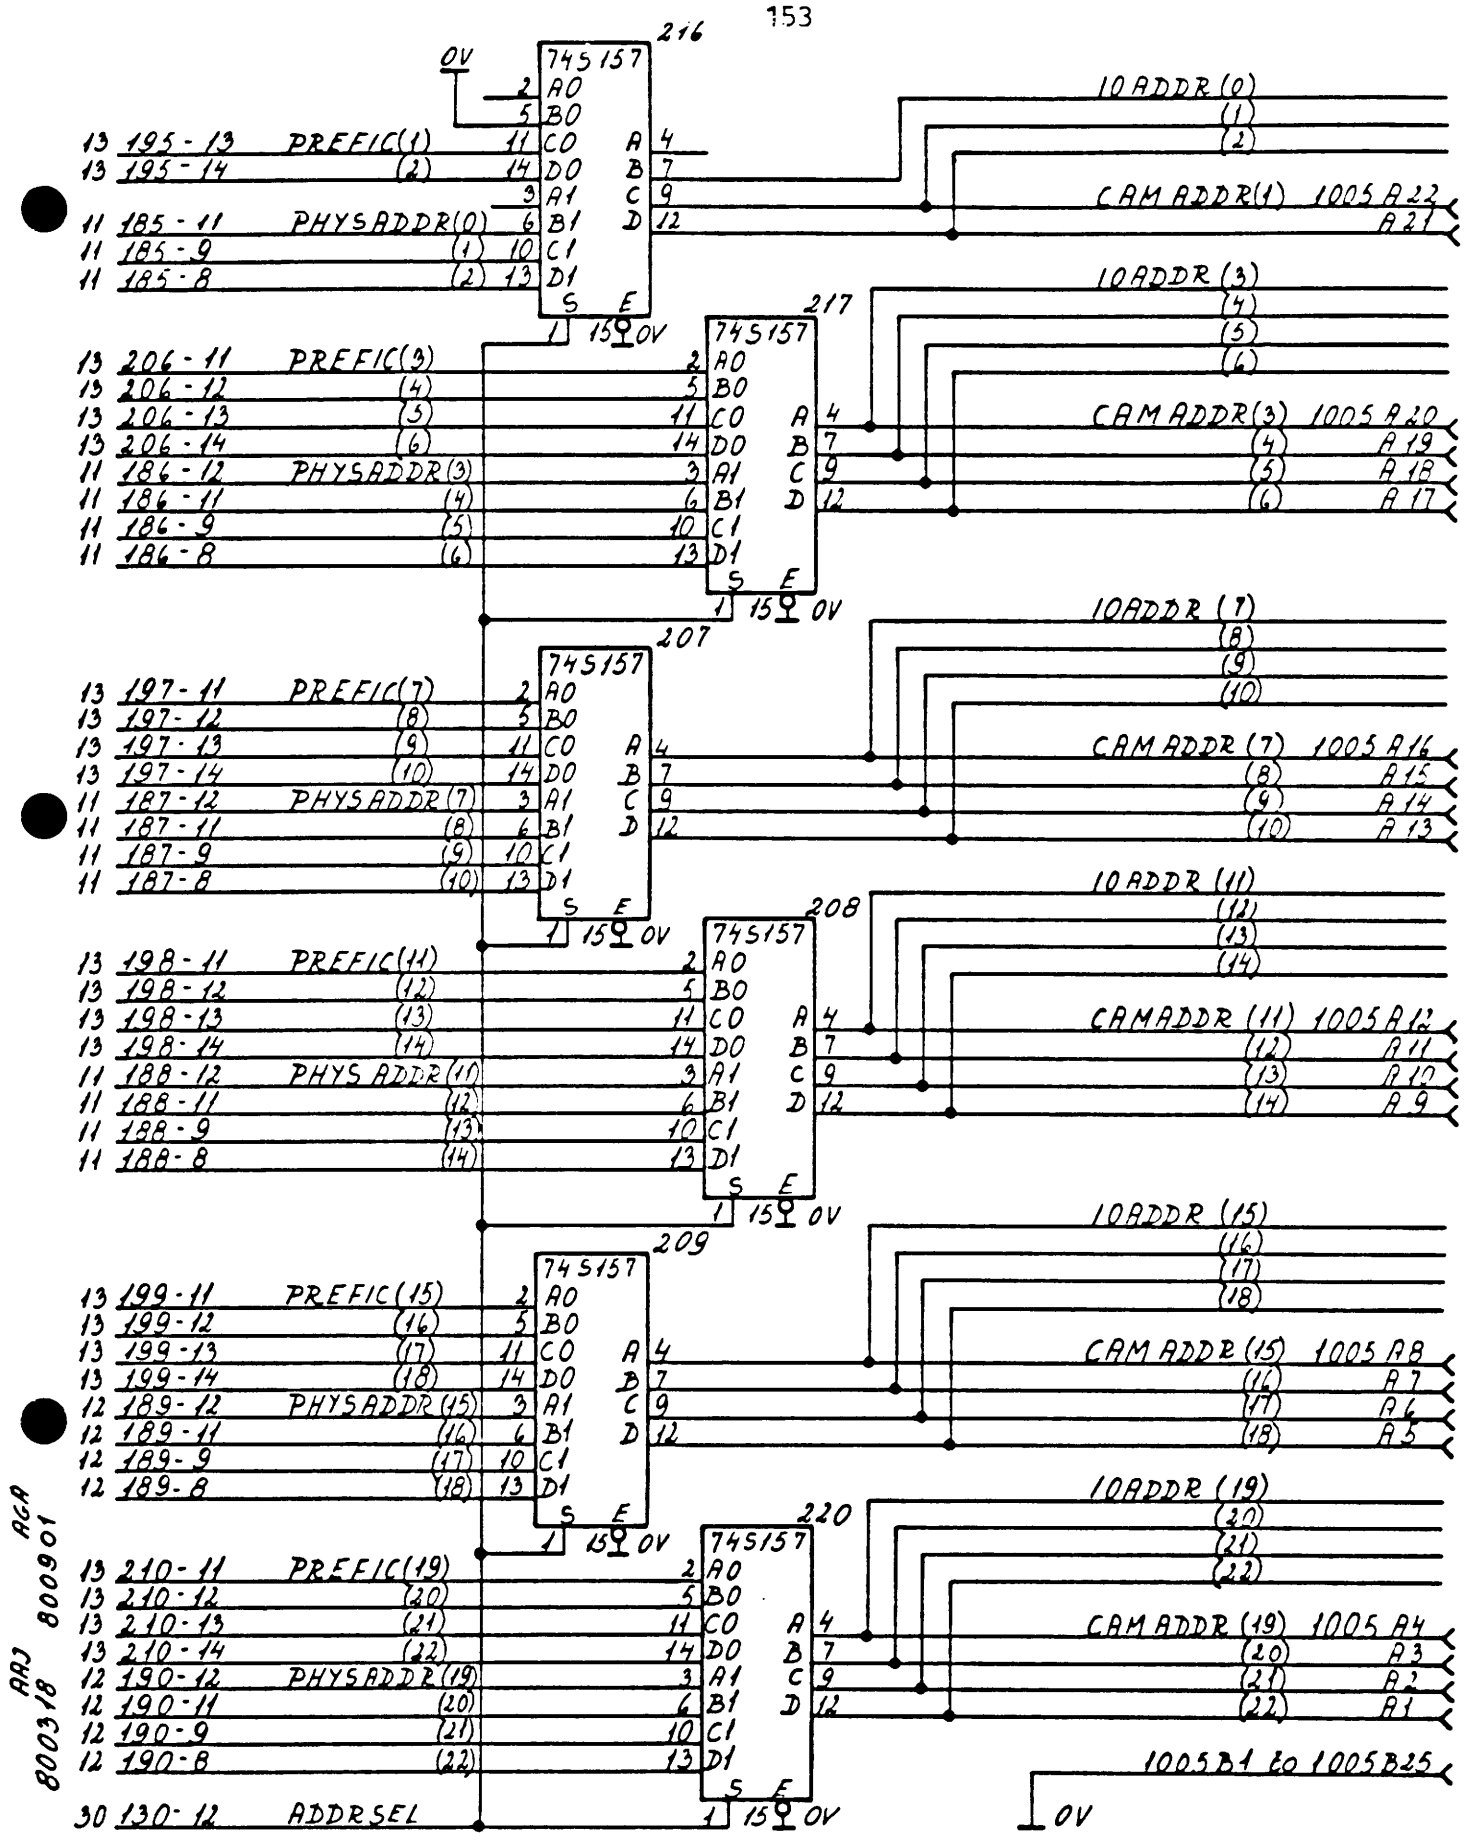 153
216
0V
74S157
2 A0
5 B0
13 195-13 PREFIC(1) 11 C0
13 195-14 (2) 14 D0
3 A1
11 185-11 PHYSADDR(0) 6 B1
11 185-9 (1) 10 C1
11 185-8 (2) 13 D1
A 4
B 7
C 9
D 12
S E
1 15 0V
IOADDR (0)
(1)
(2)
CAMADDR(1) 1005 A22
A21
217
74S157
13 206-11 PREFIC(3) 2 A0
13 206-12 (4) 5 B0
13 206-13 (5) 11 C0
13 206-14 (6) 14 D0
11 186-12 PHYSADDR(3) 3 A1
11 186-11 (4) 6 B1
11 186-9 (5) 10 C1
11 186-8 (6) 13 D1
A 4
B 7
C 9
D 12
S E
1 15 0V
IOADDR (3)
(4)
(5)
(6)
CAMADDR(3) 1005 A20
(4) A19
(5) A18
(6) A17
207
74S157
13 197-11 PREFIC(7) 2 A0
13 197-12 (8) 5 B0
13 197-13 (9) 11 C0
13 197-14 (10) 14 D0
11 187-12 PHYSADDR(7) 3 A1
11 187-11 (8) 6 B1
11 187-9 (9) 10 C1
11 187-8 (10) 13 D1
A 4
B 7
C 9
D 12
S E
1 15 0V
IOADDR (7)
(8)
(9)
(10)
CAMADDR (7) 1005 A16
(8) A15
(9) A14
(10) A13
208
74S157
13 198-11 PREFIC(11) 2 A0
13 198-12 (12) 5 B0
13 198-13 (13) 11 C0
13 198-14 (14) 14 D0
11 188-12 PHYSADDR(11) 3 A1
11 188-11 (12) 6 B1
11 188-9 (13) 10 C1
11 188-8 (14) 13 D1
A 4
B 7
C 9
D 12
S E
1 15 0V
IOADDR (11)
(12)
(13)
(14)
CAMADDR (11) 1005 A12
(12) A11
(13) A10
(14) A9
209
74S157
13 199-11 PREFIC(15) 2 A0
13 199-12 (16) 5 B0
13 199-13 (17) 11 C0
13 199-14 (18) 14 D0
12 189-12 PHYSADDR(15) 3 A1
12 189-11 (16) 6 B1
12 189-9 (17) 10 C1
12 189-8 (18) 13 D1
A 4
B 7
C 9
D 12
S E
1 15 0V
IOADDR (15)
(16)
(17)
(18)
CAMADDR (15) 1005 A8
(16) A7
(17) A6
(18) A5
220
74S157
13 210-11 PREFIC(19) 2 A0
13 210-12 (20) 5 B0
13 210-13 (21) 11 C0
13 210-14 (22) 14 D0
12 190-12 PHYSADDR(19) 3 A1
12 190-11 (20) 6 B1
12 190-9 (21) 10 C1
12 190-8 (22) 13 D1
A 4
B 7
C 9
D 12
S E
1 15 0V
IOADDR (19)
(20)
(21)
(22)
CAMADDR (19) 1005 A4
(20) A3
(21) A2
(22) A1
30 130-12 ADDRSEL
1005B1 to 1005B25
0V
AAJ AGA
800318 800901